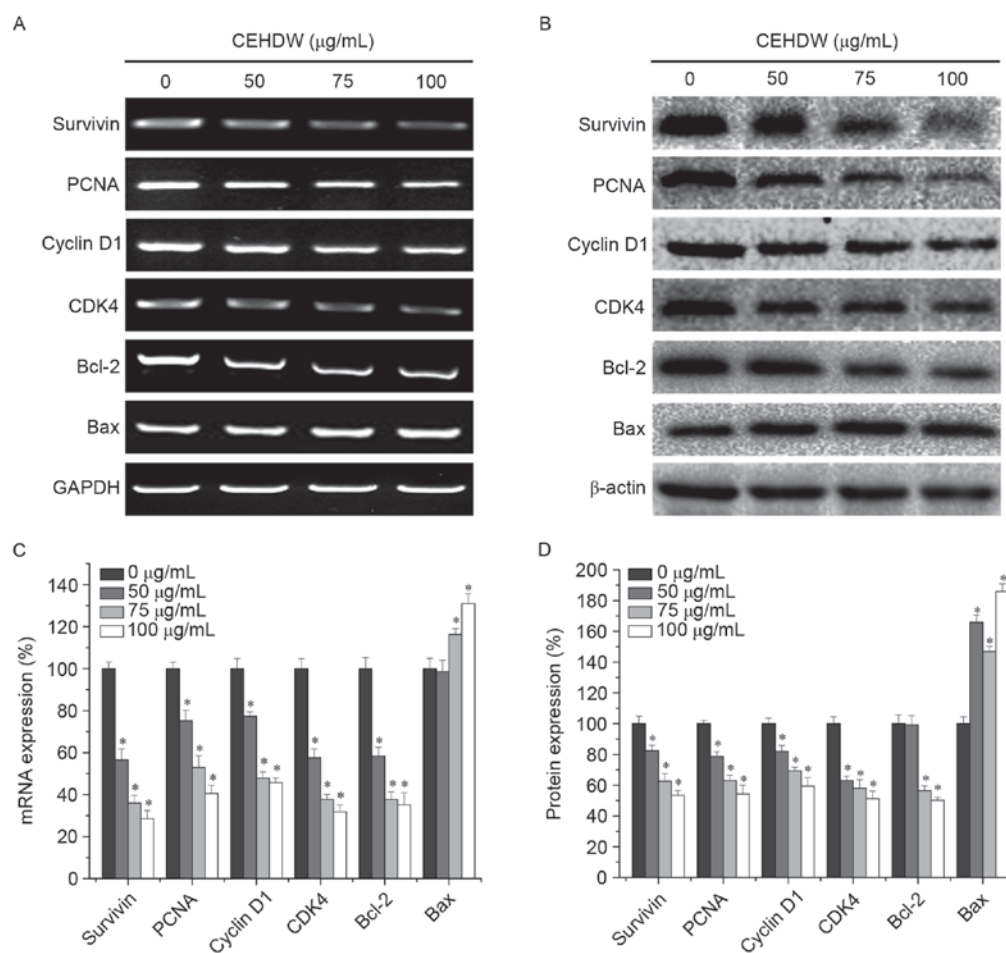 A
CEHDW (μg/mL)
0 50 75 100
Survivin
PCNA
Cyclin D1
CDK4
Bcl-2
Bax
GAPDH
B
CEHDW (μg/mL)
0 50 75 100
Survivin
PCNA
Cyclin D1
CDK4
Bcl-2
Bax
β-actin
C
0 μg/mL
50 μg/mL
75 μg/mL
100 μg/mL
mRNA expression (%)
140
120
100
80
60
40
20
0
* * * * * * * * * * * * * * * * *
Survivin PCNA Cyclin D1 CDK4 Bcl-2 Bax
D
0 μg/mL
50 μg/mL
75 μg/mL
100 μg/mL
Protein expression (%)
200
180
160
140
120
100
80
60
40
20
0
* * * * * * * * * * * * * * * * *
Survivin PCNA Cyclin D1 CDK4 Bcl-2 Bax